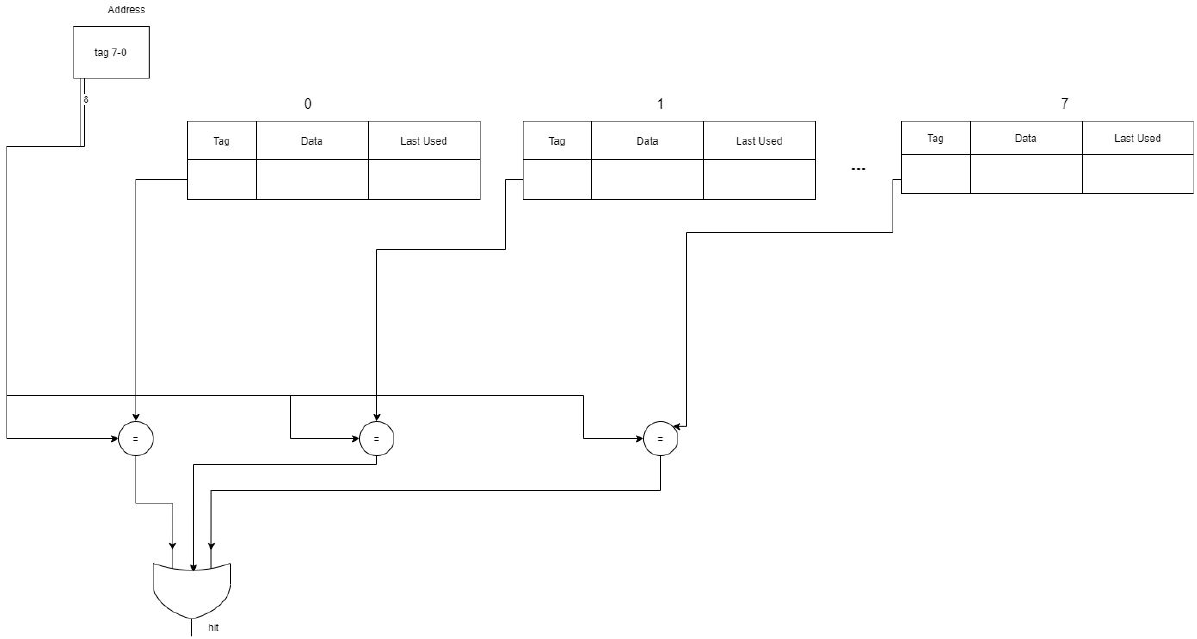 Address
tag 7-0
8
0
1
7
Tag Data Last Used
Tag Data Last Used
...
Tag Data Last Used
=
=
=
hit